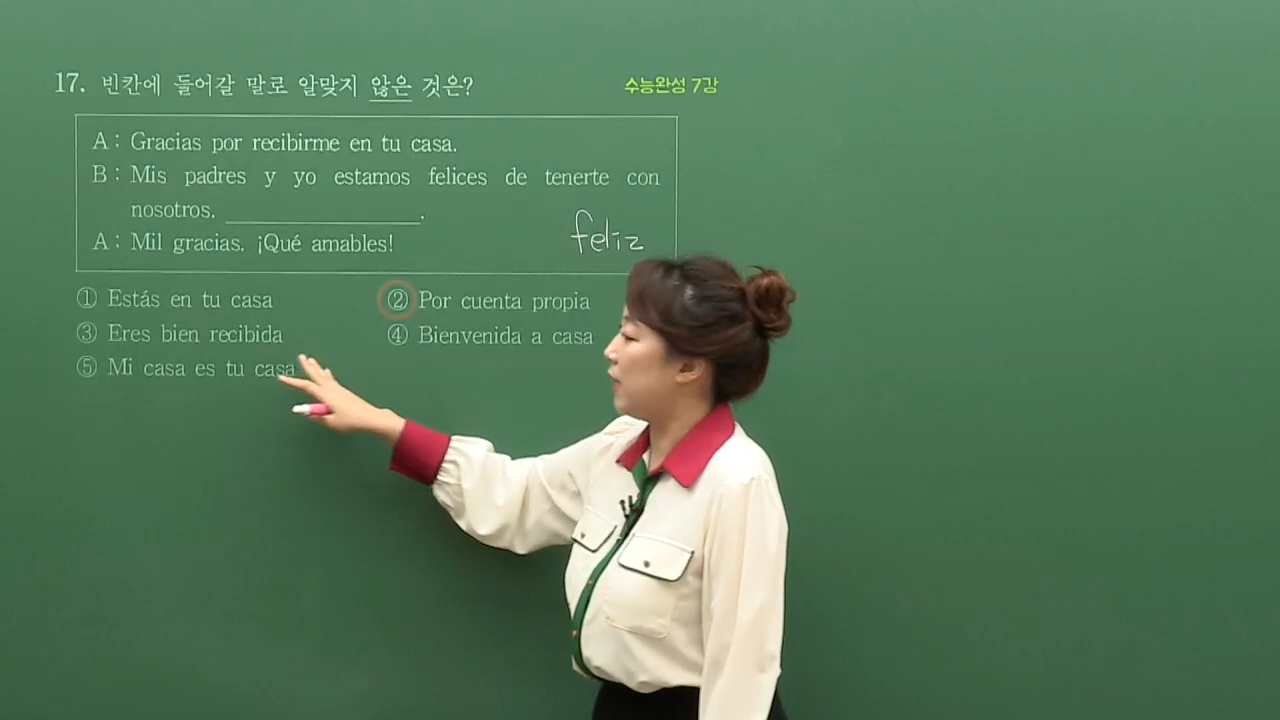 17. 빈칸에 들어갈 말로 알맞지 않은 것은?
수능완성 7강
A : Gracias por recibirme en tu casa.
B : Mis padres y yo estamos felices de tenerte con
nosotros. ____________.
A : Mil gracias. ¡Qué amables!
feliz
① Estás en tu casa
② Por cuenta propia
③ Eres bien recibida
④ Bienvenida a casa
⑤ Mi casa es tu casa